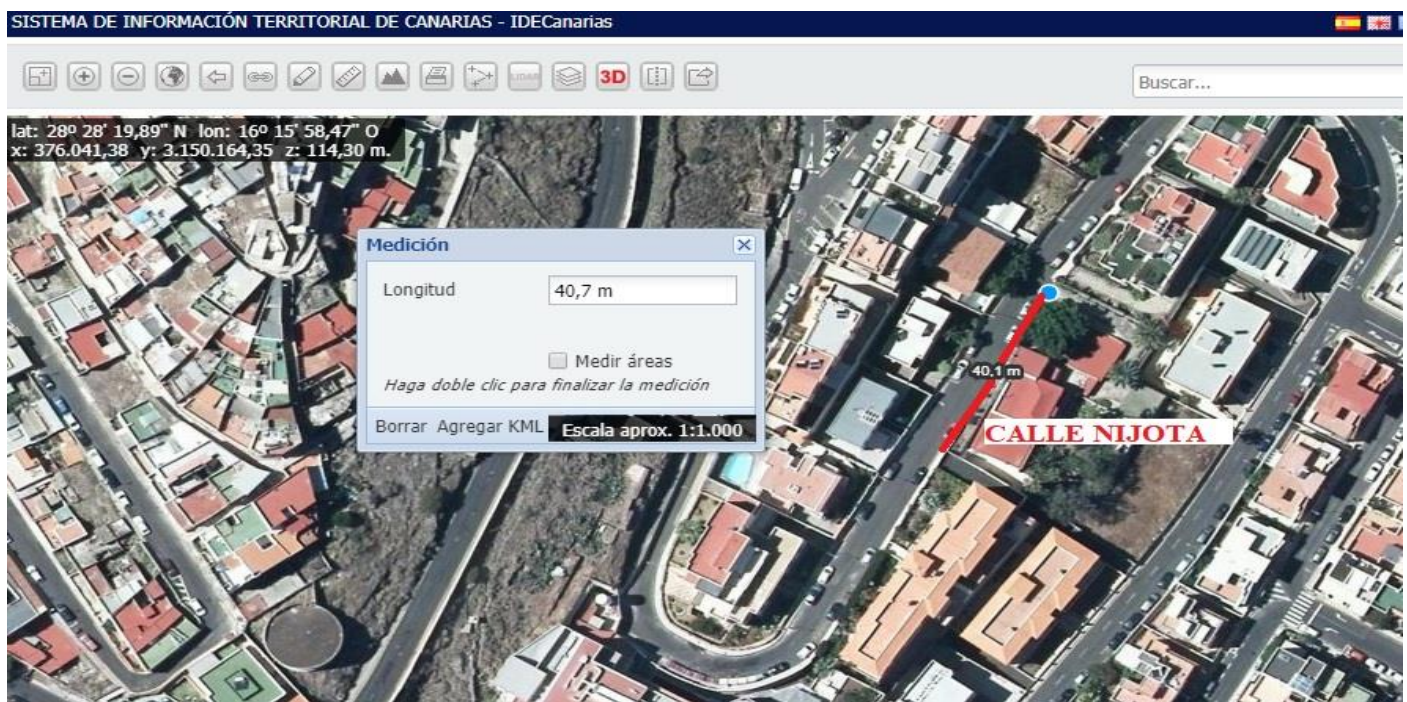 SISTEMA DE INFORMACIÓN TERRITORIAL DE CANARIAS - IDECanarias
LIDAR
3D
Buscar...
lat: 28º 28' 19,89" N lon: 16º 15' 58,47" O
x: 376.041,38 y: 3.150.164,35 z: 114,30 m.
Medición
Longitud
40,7 m
Medir áreas
Haga doble clic para finalizar la medición
Borrar Agregar KML
Escala aprox. 1:1.000
40,1 m
CALLE NIJOTA